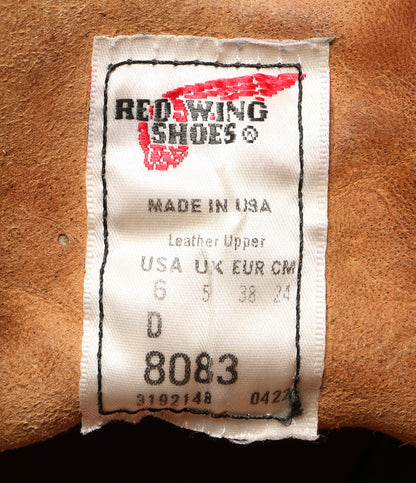 RED WING
SHOES®
MADE IN USA
Leather Upper
USA UK EUR CM
6 5 38 24
D
8083
3192148 0422